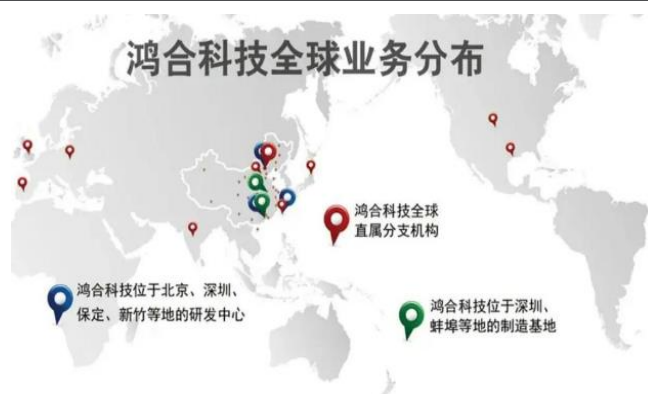 鸿合科技全球业务分布
鸿合科技全球
直属分支机构
鸿合科技位于北京、深圳、
保定、新竹等地的研发中心
鸿合科技位于深圳、
蚌埠等地的制造基地